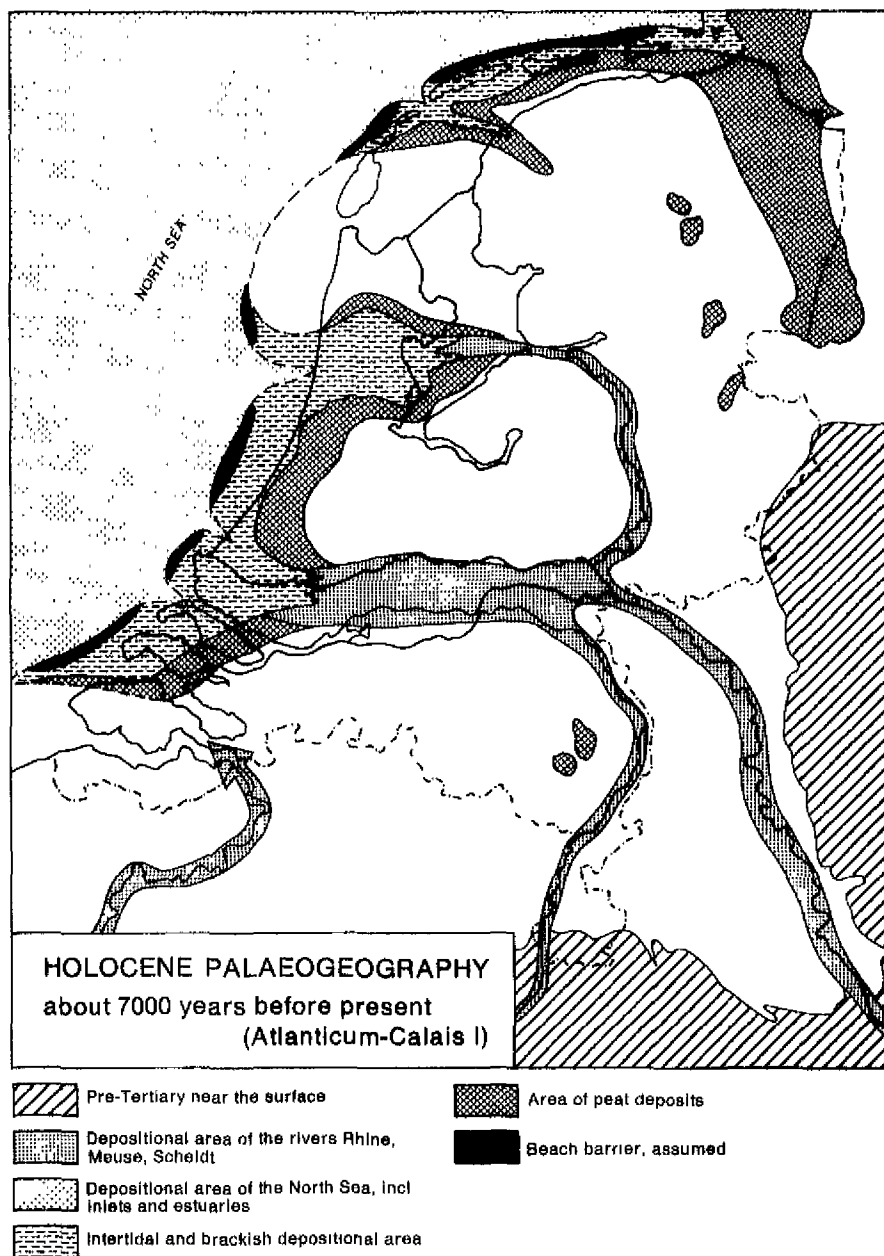 NORTH SEA
HOLOCENE PALAEOGEOGRAPHY
about 7000 years before present
(Atlanticum-Calais I)
Pre-Tertiary near the surface
Depositional area of the rivers Rhine,
Meuse, Scheldt
Depositional area of the North Sea, incl
inlets and estuaries
Intertidal and brackish depositional area
Area of peat deposits
Beach barrier, assumed